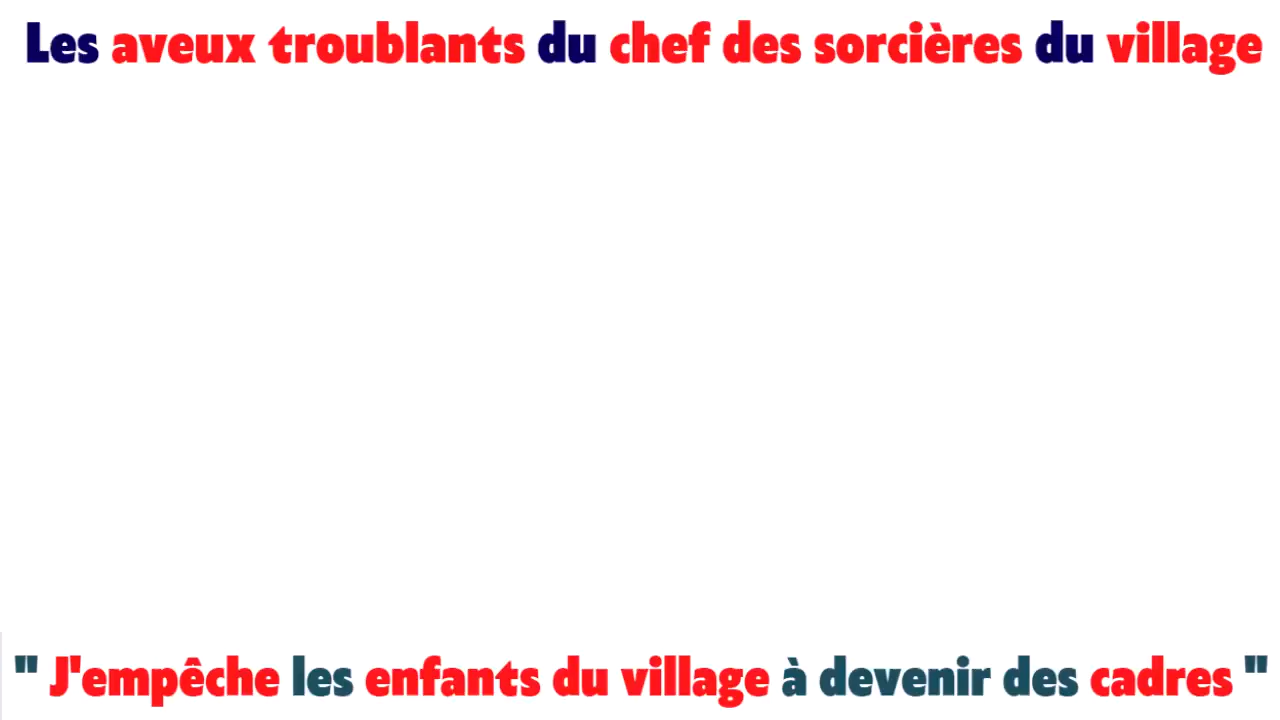 Les aveux troublants du chef des sorcières du village
" J'empêche les enfants du village à devenir des cadres "